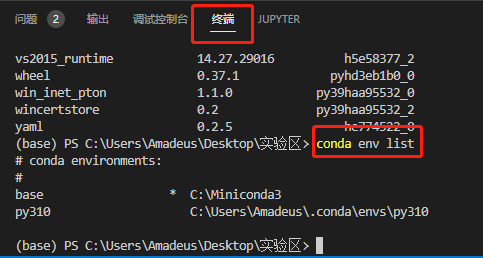 问题 2 输出 调试控制台 终端 JUPYTER
vs2015_runtime 14.27.29016 h5e58377_2
wheel 0.37.1 pyhd3eb1b0_0
win_inet_pton 1.1.0 py39haa95532_0
wincertstore 0.2 py39haa95532_2
yaml 0.2.5 he774522_0
(base) PS C:\Users\Amadeus\Desktop\实验区> conda env list
# conda environments:
#
base * C:\Miniconda3
py310 C:\Users\Amadeus\.conda\envs\py310
(base) PS C:\Users\Amadeus\Desktop\实验区>